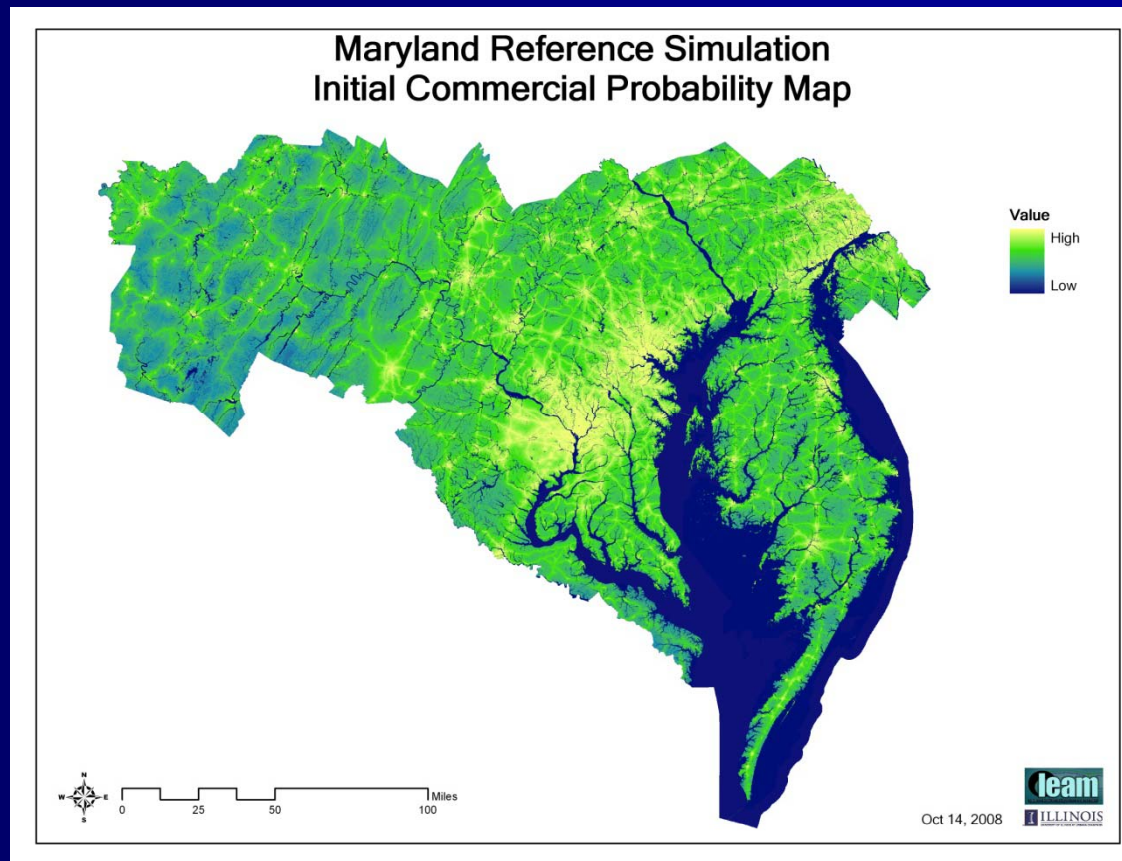 Maryland Reference Simulation
Initial Commercial Probability Map
Value
High
Low
N
W E
S
0 25 50 100 Miles
Oct 14, 2008
leam
ILLINOIS